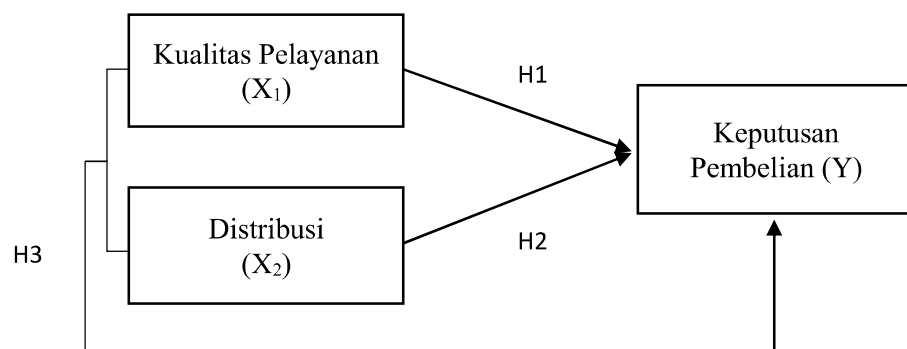 Kualitas Pelayanan
(X₁)
H1
Keputusan
Pembelian (Y)
Distribusi
(X₂)
H2
H3